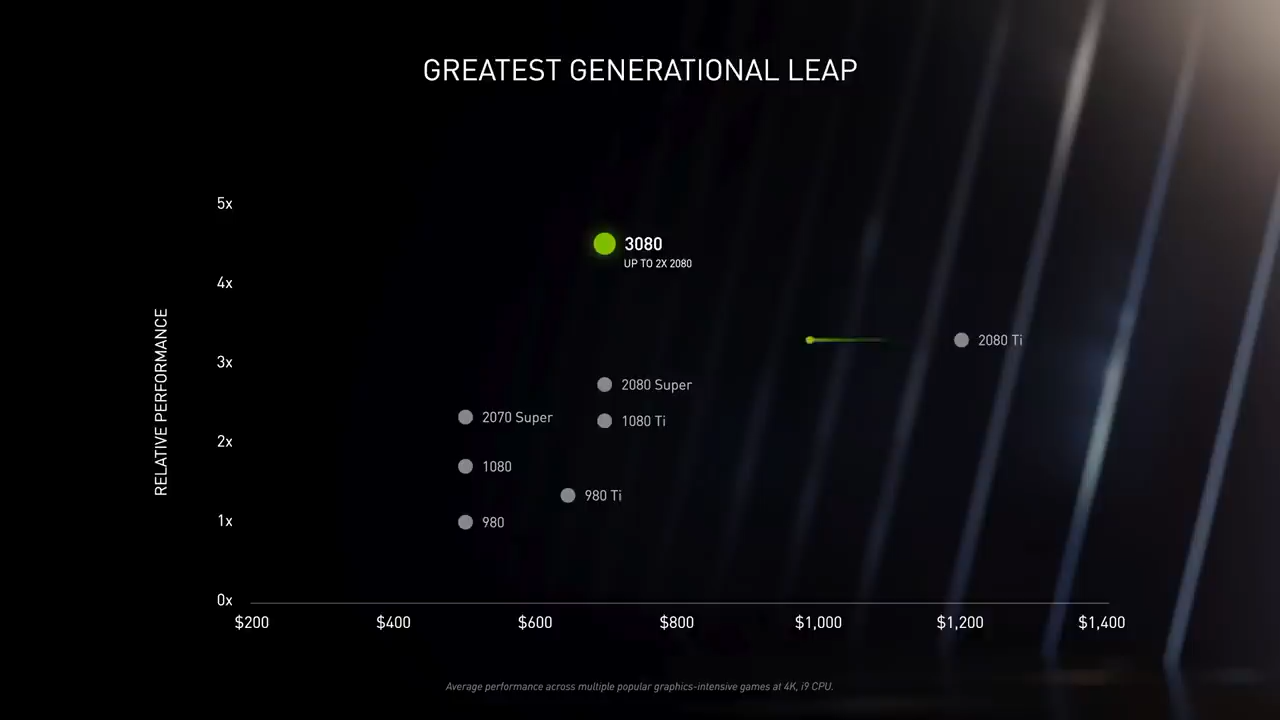 GREATEST GENERATIONAL LEAP
5x
3080
UP TO 2X 2080
4x
2080 Ti
3x
2080 Super
2070 Super
1080 Ti
2x
1080
980 Ti
1x
980
0x
RELATIVE PERFORMANCE
$200 $400 $600 $800 $1,000 $1,200 $1,400
Average performance across multiple popular graphics-intensive games at 4K, i9 CPU.